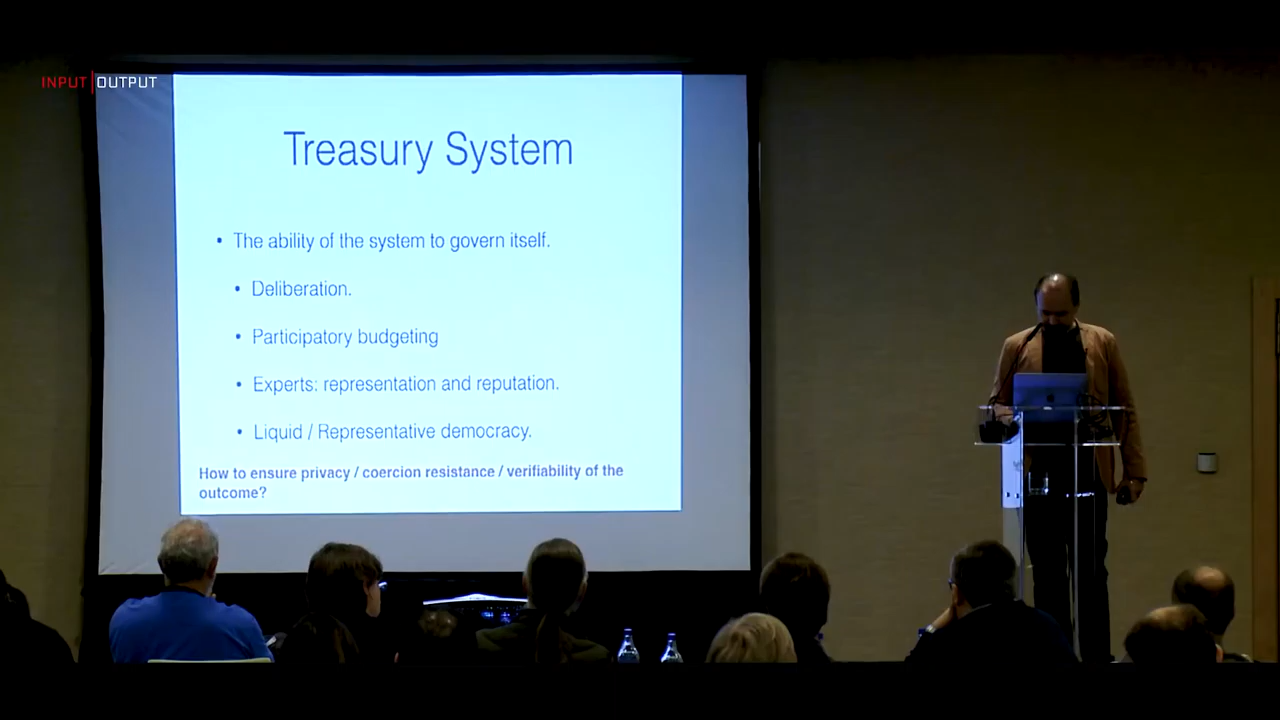 INPUT|OUTPUT
Treasury System
• The ability of the system to govern itself.
• Deliberation.
• Participatory budgeting
• Experts: representation and reputation.
• Liquid / Representative democracy.
How to ensure privacy / coercion resistance / verifiability of the
outcome?